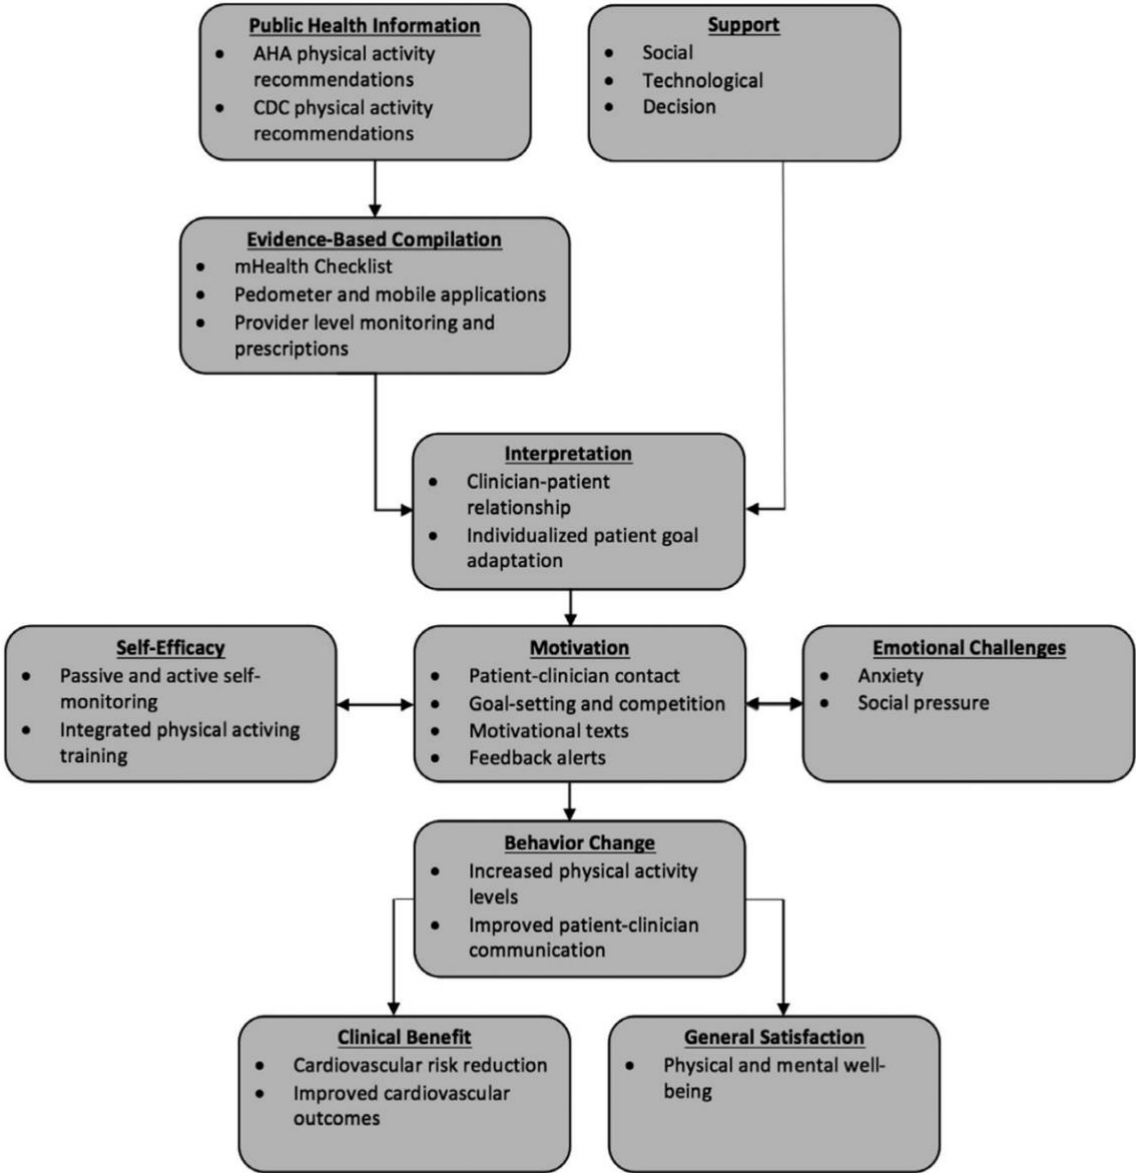 Public Health Information
• AHA physical activity
recommendations
• CDC physical activity
recommendations
Support
• Social
• Technological
• Decision
Evidence-Based Compilation
• mHealth Checklist
• Pedometer and mobile applications
• Provider level monitoring and
prescriptions
Interpretation
• Clinician-patient
relationship
• Individualized patient goal
adaptation
Self-Efficacy
• Passive and active self-
monitoring
• Integrated physical activing
training
Motivation
• Patient-clinician contact
• Goal-setting and competition
• Motivational texts
• Feedback alerts
Emotional Challenges
• Anxiety
• Social pressure
Behavior Change
• Increased physical activity
levels
• Improved patient-clinician
communication
Clinical Benefit
• Cardiovascular risk reduction
• Improved cardiovascular
outcomes
General Satisfaction
• Physical and mental well-
being